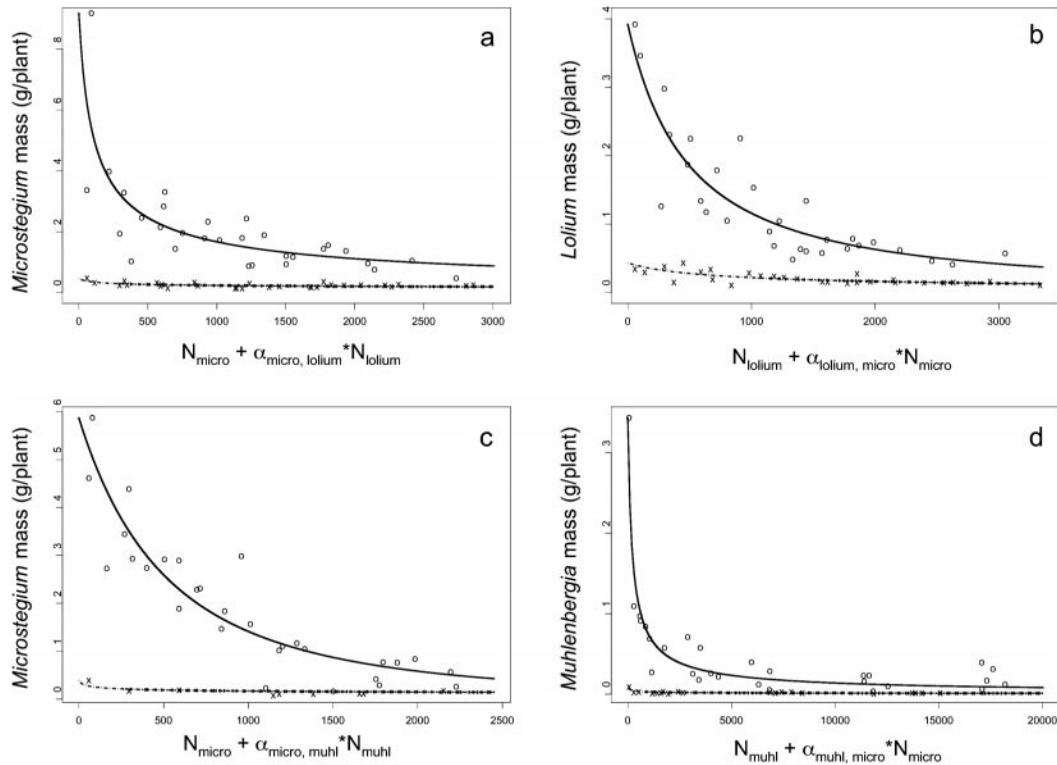 a
Microstegium mass (g/plant)
8
6
4
2
0
0 500 1000 1500 2000 2500 3000
N_micro + α_micro, lolium*N_lolium
b
Lolium mass (g/plant)
4
3
2
1
0
0 1000 2000 3000
N_lolium + α_lolium, micro*N_micro
c
Microstegium mass (g/plant)
6
5
4
3
2
1
0
0 500 1000 1500 2000 2500
N_micro + α_micro, muhl*N_muhl
d
Muhlenbergia mass (g/plant)
3
2
1
0
0 5000 10000 15000 20000
N_muhl + α_muhl, micro*N_micro